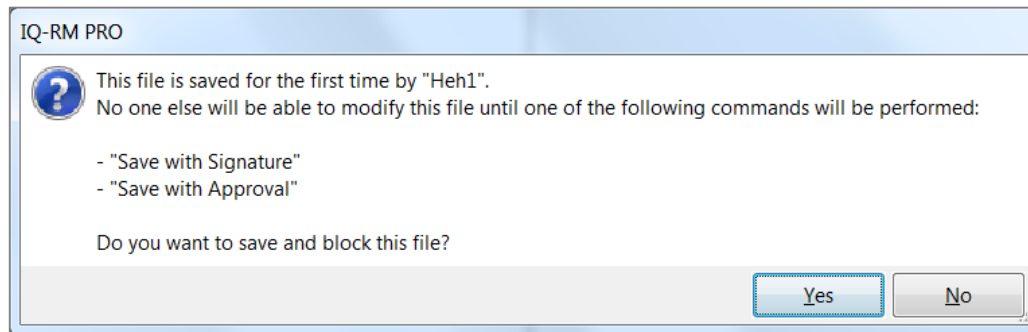 IQ-RM PRO
This file is saved for the first time by "Heh1".
No one else will be able to modify this file until one of the following commands will be performed:
- "Save with Signature"
- "Save with Approval"
Do you want to save and block this file?
Yes No